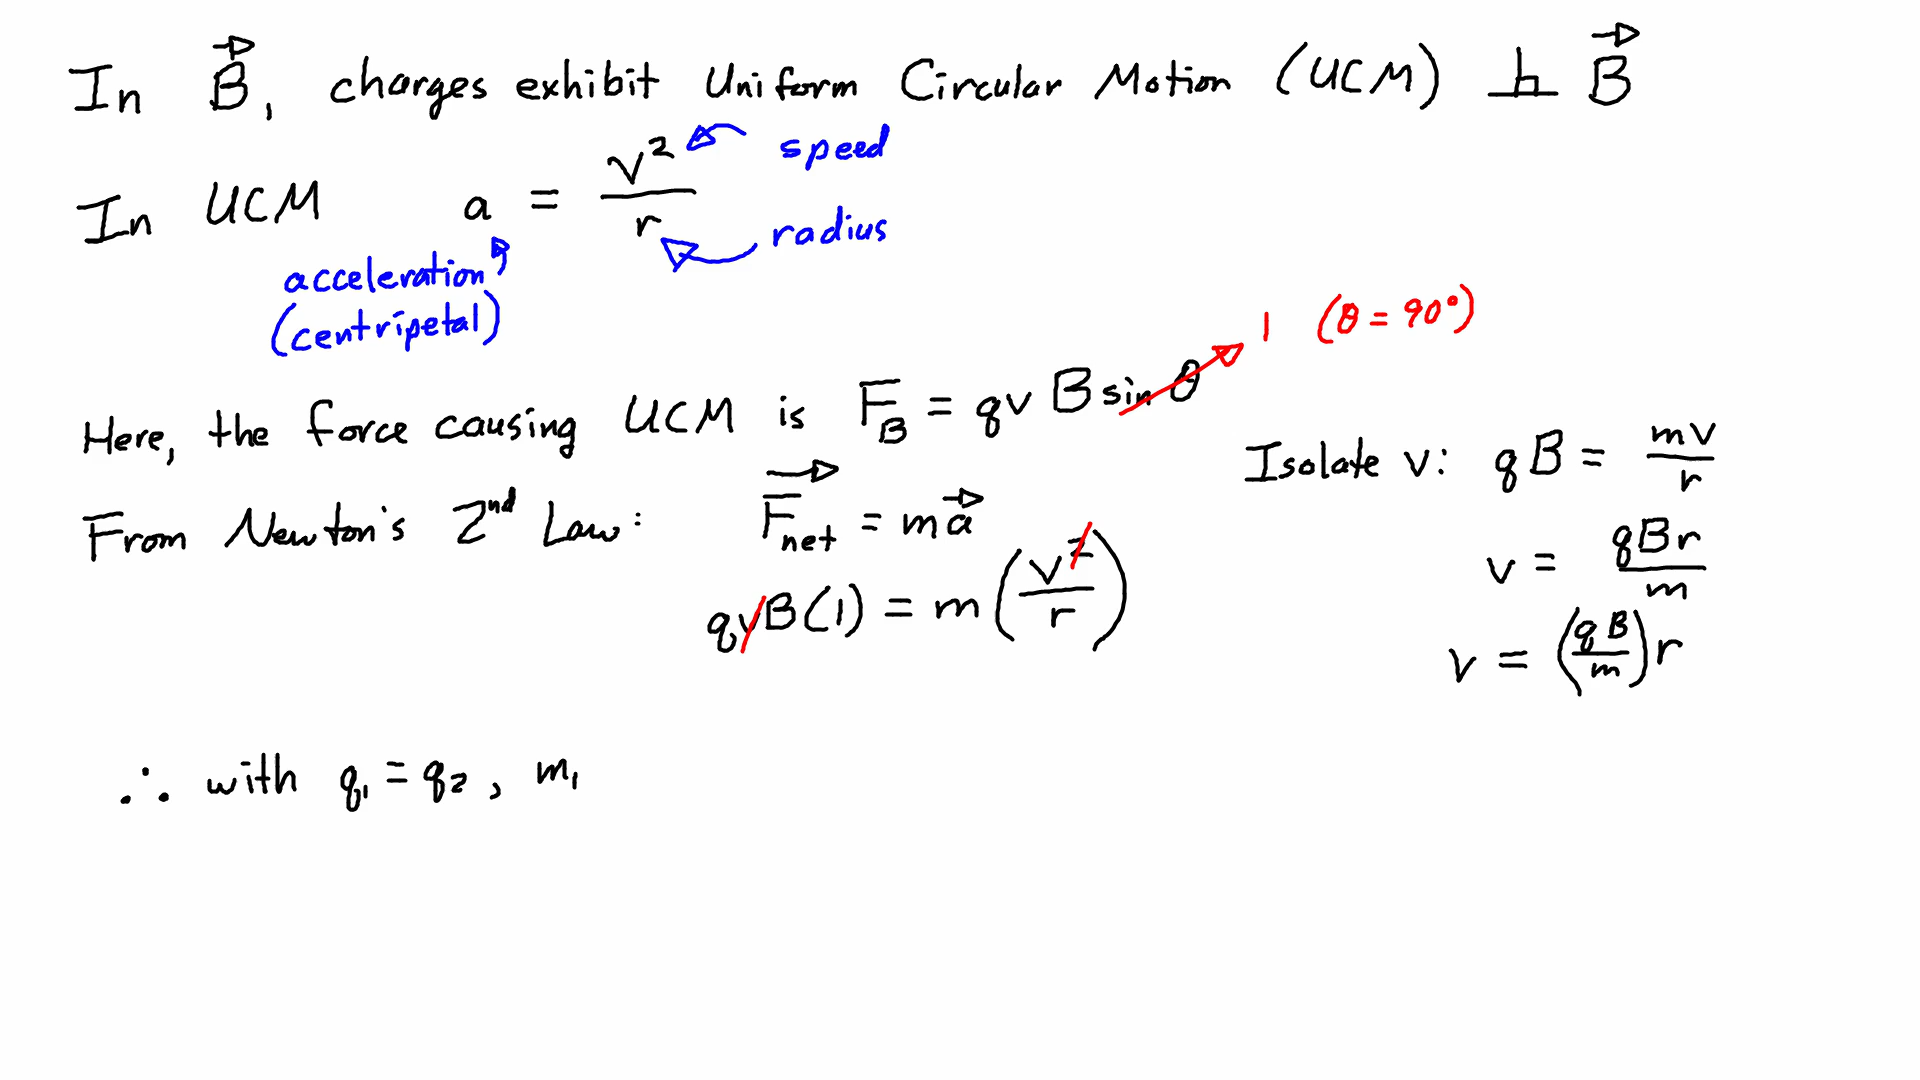 In B⃗, charges exhibit Uniform Circular Motion (UCM) ⊥ B⃗
In UCM a = v²/r
speed
radius
acceleration
(centripetal)
1 (θ = 90°)
Here, the force causing UCM is F_B = qvB sin θ
From Newton's 2nd Law: F⃗_net = ma⃗
qvB(1) = m(v²/r)
Isolate v: qB = mv/r
v = qBr/m
v = (qB/m)r
∴ with q₁ = q₂, m₁